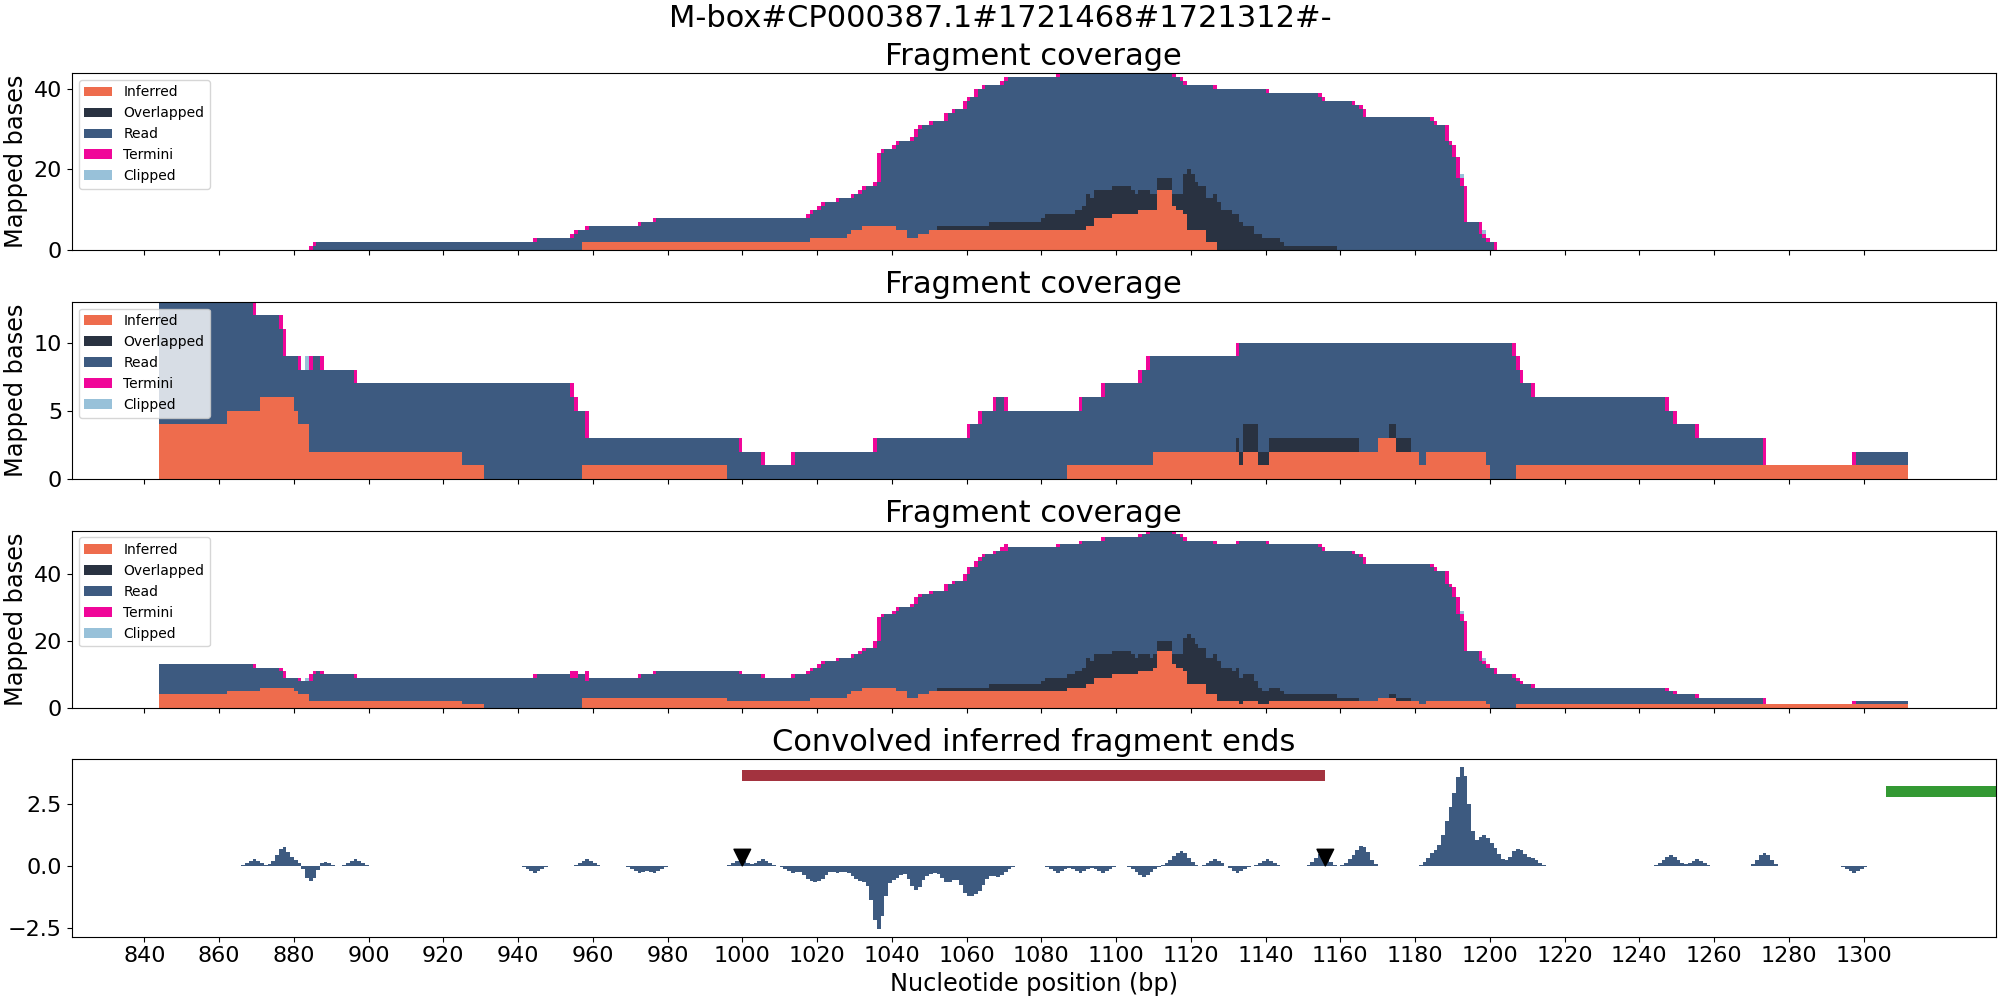 M-box#CP000387.1#1721468#1721312#-
Fragment coverage
Mapped bases
40
20
0
Inferred
Overlapped
Read
Termini
Clipped
Fragment coverage
Mapped bases
10
5
0
Inferred
Overlapped
Read
Termini
Clipped
Fragment coverage
Mapped bases
40
20
0
Inferred
Overlapped
Read
Termini
Clipped
Convolved inferred fragment ends
2.5
0.0
−2.5
840 860 880 900 920 940 960 980 1000 1020 1040 1060 1080 1100 1120 1140 1160 1180 1200 1220 1240 1260 1280 1300
Nucleotide position (bp)